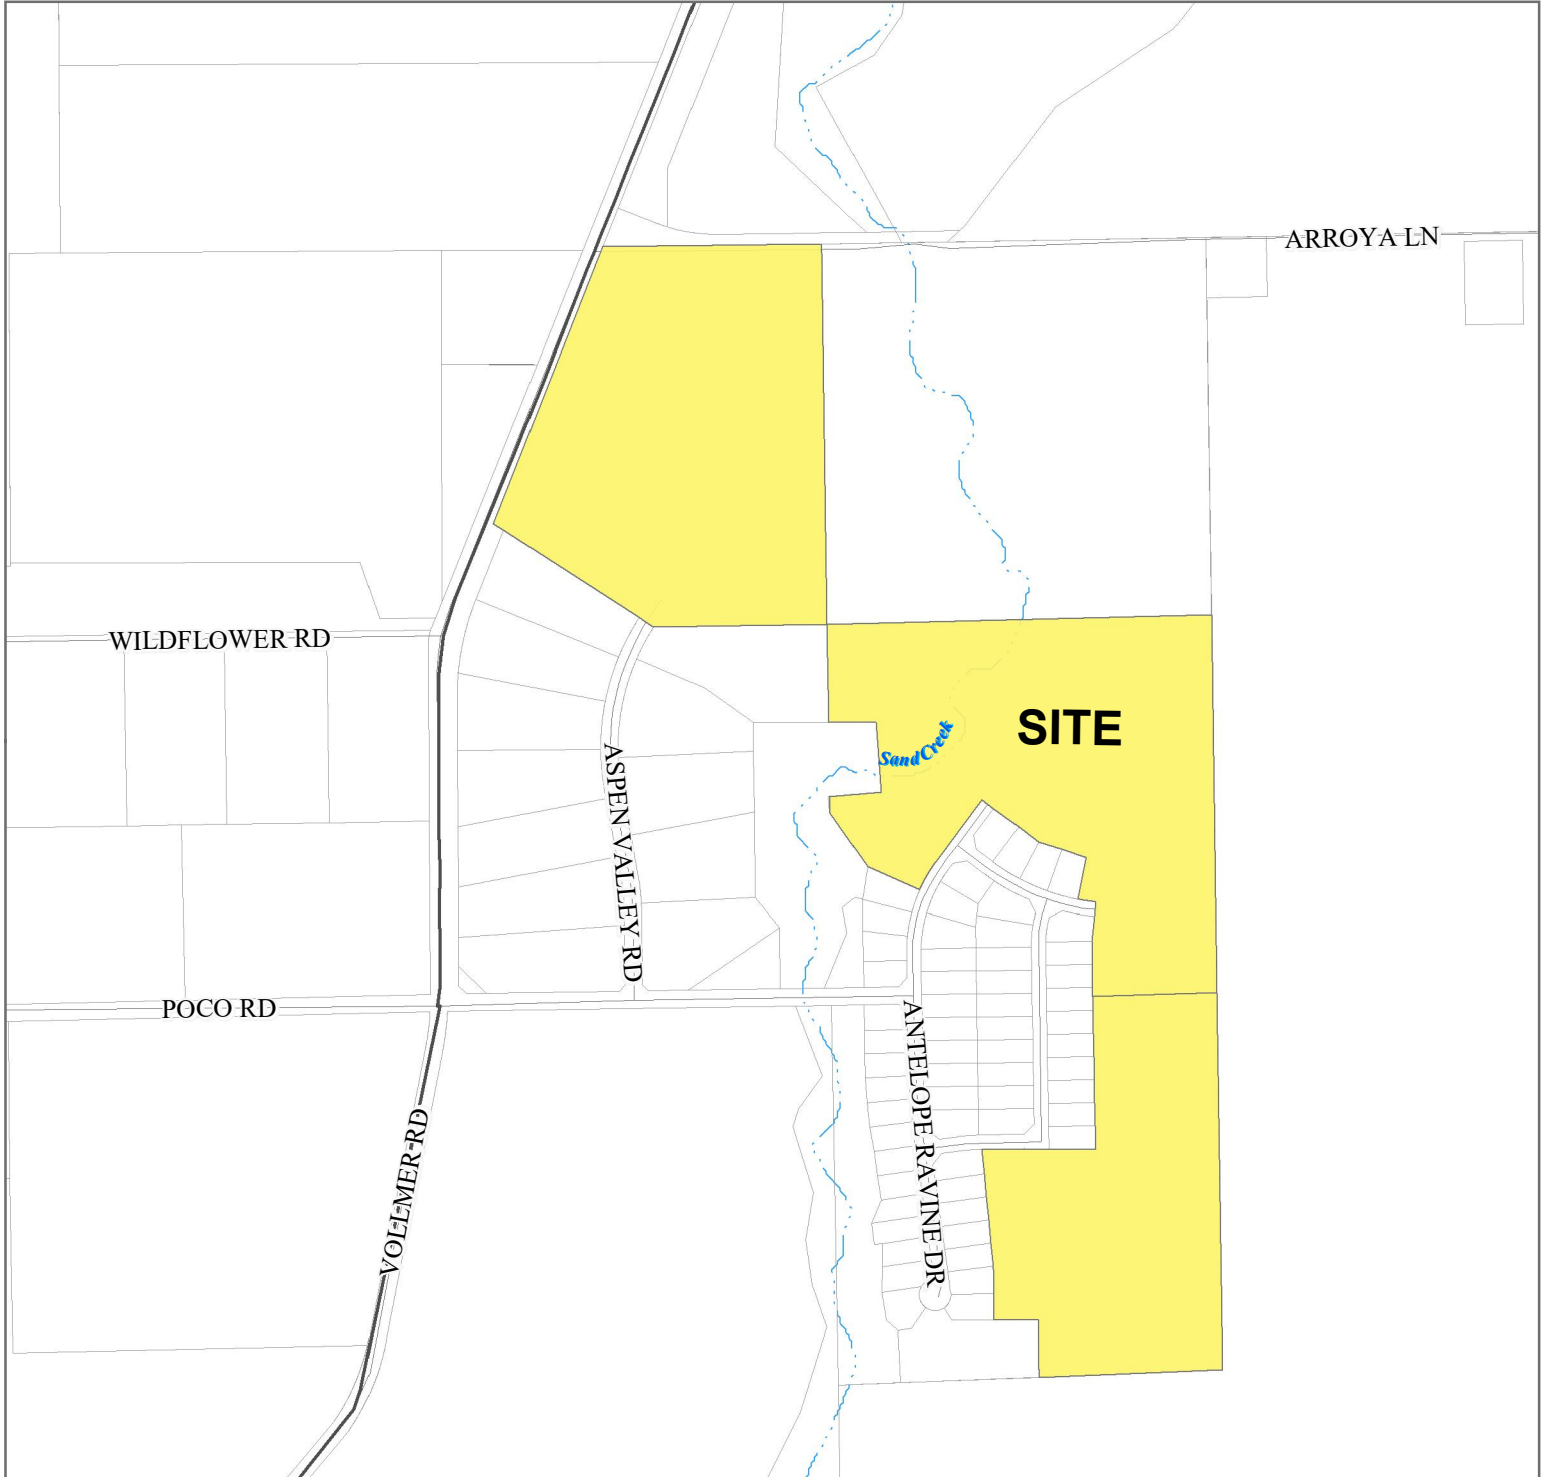 ARROYA LN
WILDFLOWER RD
SITE
Sand Creek
ASPEN VALLEY RD
POCO RD
ANTELOPE RAVINE DR
VOLLMER RD